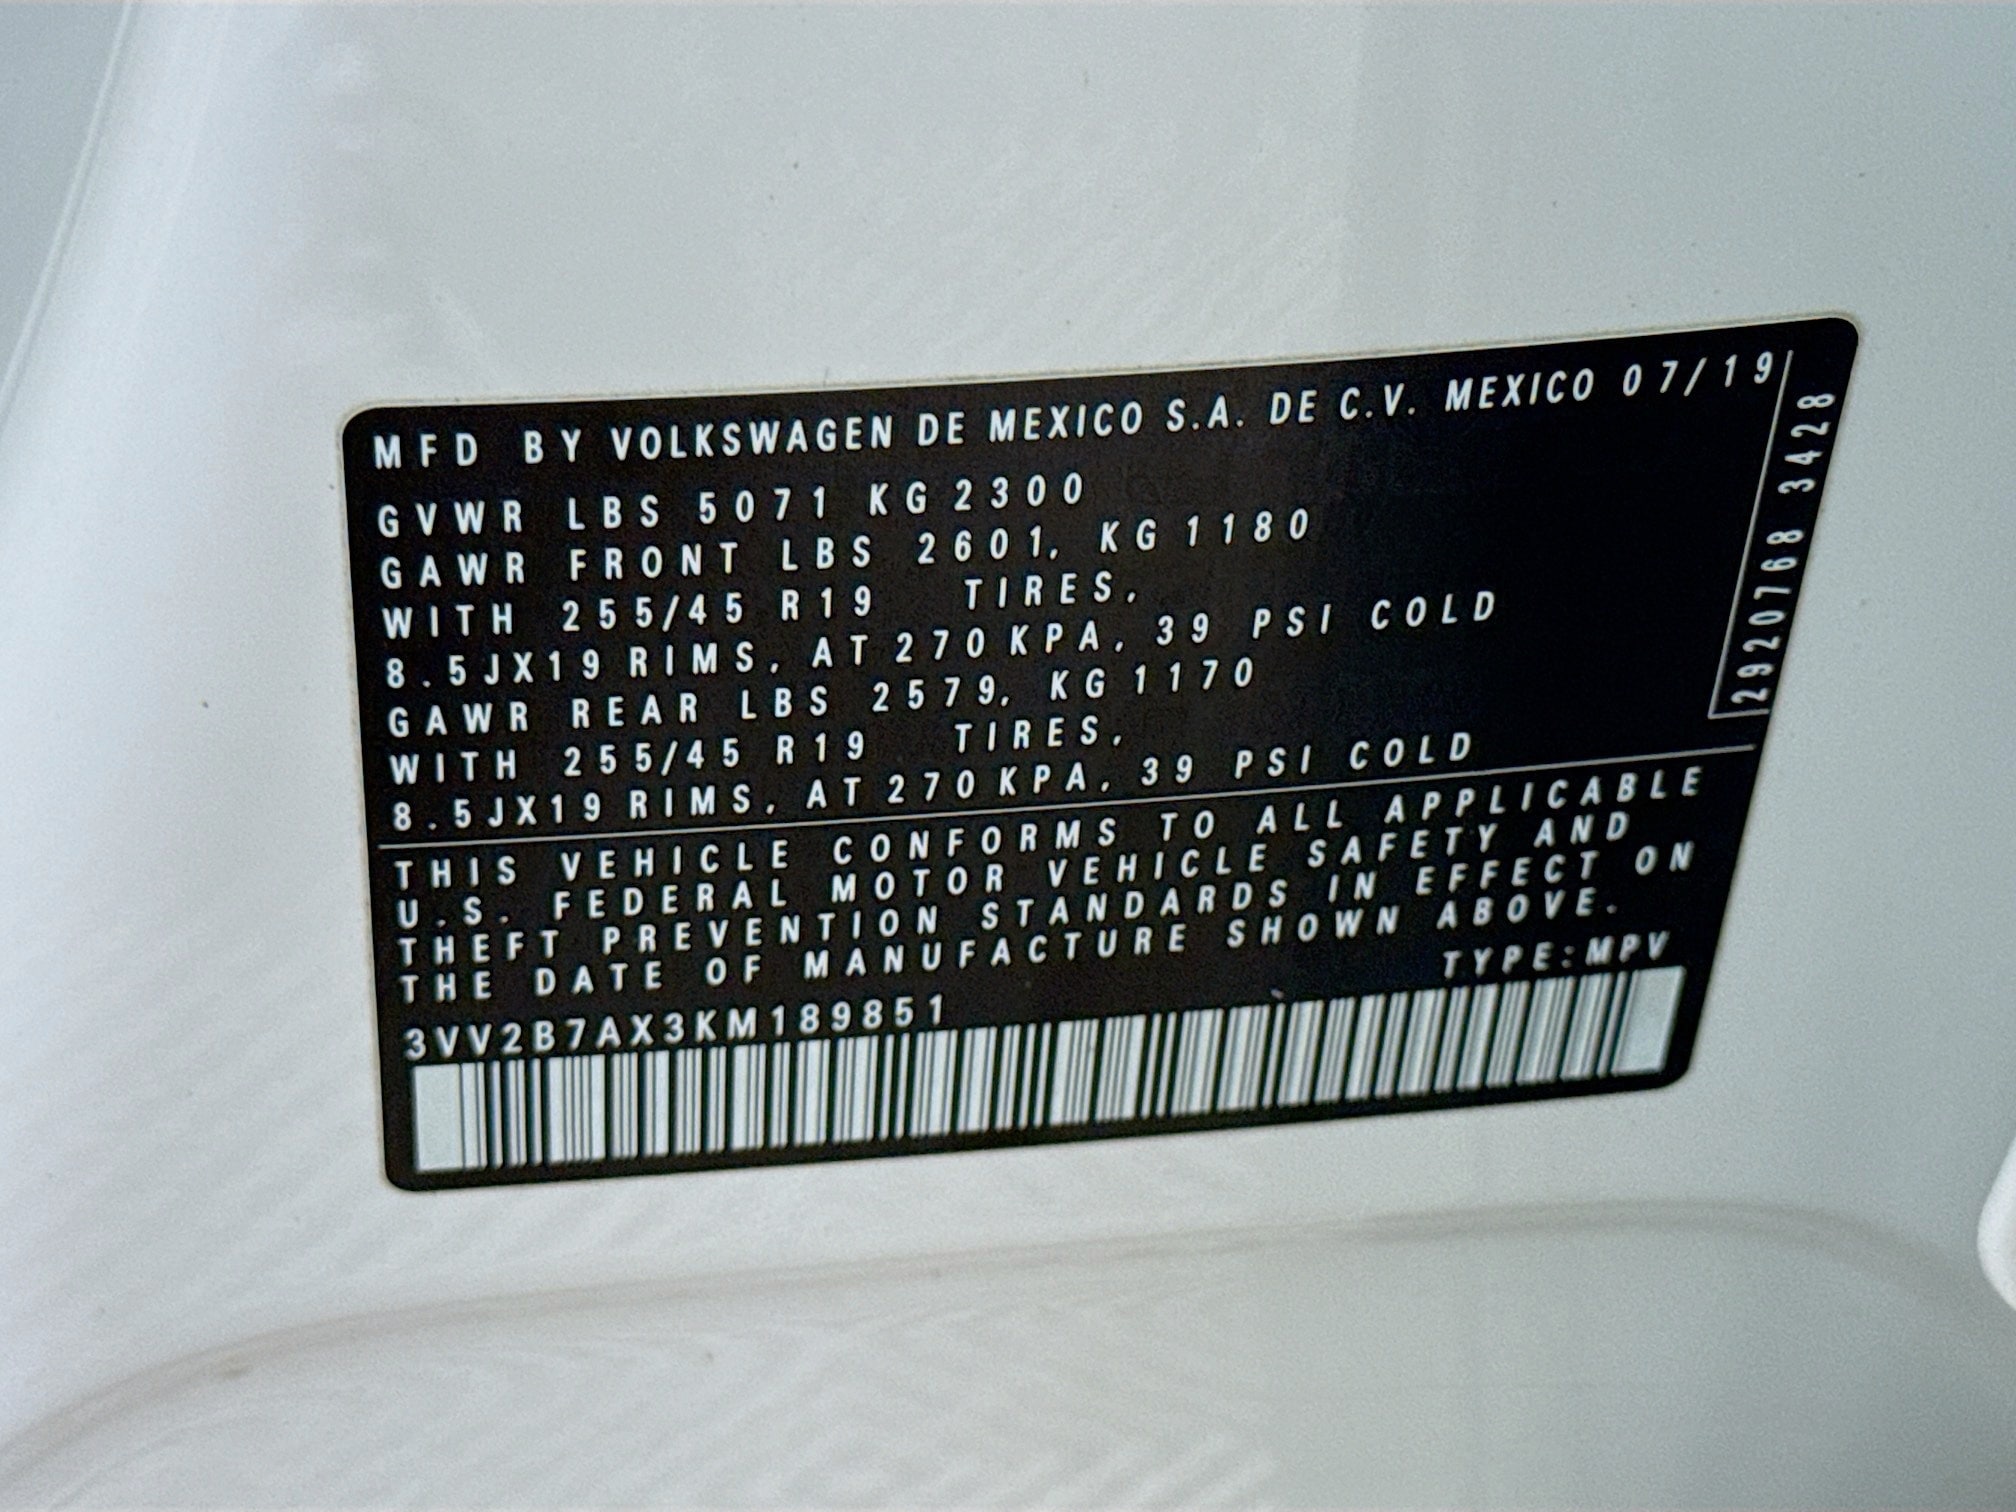 MFD BY VOLKSWAGEN DE MEXICO S.A. DE C.V. MEXICO 07/19
GVWR LBS 5071 KG 2300
GAWR FRONT LBS 2601, KG 1180
WITH 255/45 R19 TIRES,
8.5JX19 RIMS, AT 270 KPA, 39 PSI COLD
GAWR REAR LBS 2579, KG 1170
WITH 255/45 R19 TIRES,
8.5JX19 RIMS, AT 270 KPA, 39 PSI COLD
THIS VEHICLE CONFORMS TO ALL APPLICABLE
U.S. FEDERAL MOTOR VEHICLE SAFETY AND
THEFT PREVENTION STANDARDS IN EFFECT ON
THE DATE OF MANUFACTURE SHOWN ABOVE.
TYPE:MPV
3VV2B7AX3KM189851
2920768 3428